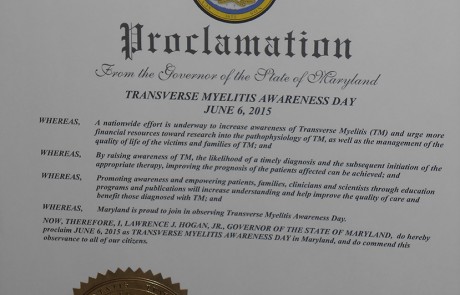 Proclamation
From the Governor of the State of Maryland
TRANSVERSE MYELITIS AWARENESS DAY
JUNE 6, 2015
WHEREAS, A nationwide effort is underway to increase awareness of Transverse Myelitis (TM) and urge more
financial resources toward research into the pathophysiology of TM, as well as the management of the
quality of life of the victims and families of TM; and
WHEREAS, By raising awareness of TM, the likelihood of a timely diagnosis and the subsequent initiation of the
appropriate therapy, improving the prognosis of the patients affected can be achieved; and
WHEREAS, Promoting awareness and empowering patients, families, clinicians and scientists through education
programs and publications will increase understanding and help improve the quality of care and
benefit those diagnosed with TM; and
WHEREAS, Maryland is proud to join in observing Transverse Myelitis Awareness Day.
NOW, THEREFORE, I, LAWRENCE J. HOGAN, JR., GOVERNOR OF THE STATE OF MARYLAND, do hereby
proclaim JUNE 6, 2015 as TRANSVERSE MYELITIS AWARENESS DAY in Maryland, and do commend this
observance to all of our citizens.